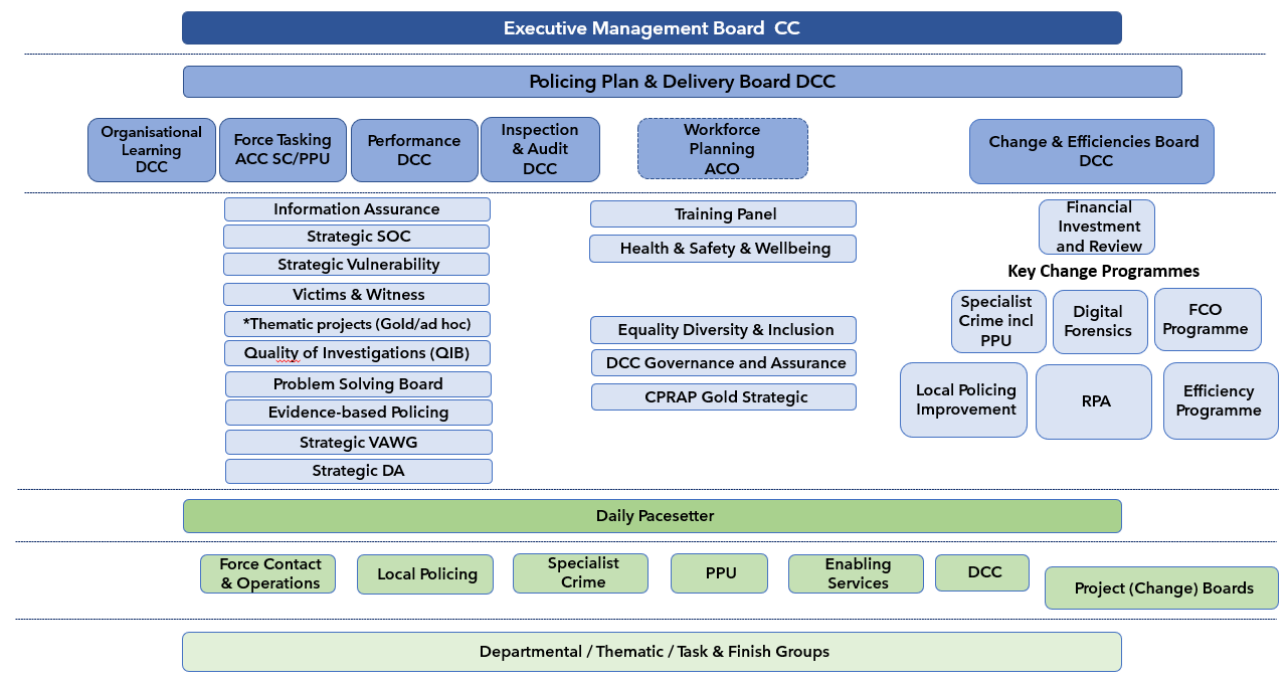 Executive Management Board  CC
Policing Plan & Delivery Board DCC
Organisational
Learning
DCC
Force Tasking
ACC SC/PPU
Performance
DCC
Inspection
& Audit
DCC
Workforce
Planning
ACO
Change & Efficiencies Board
DCC
Information Assurance
Strategic SOC
Strategic Vulnerability
Victims & Witness
*Thematic projects (Gold/ad hoc)
Quality of Investigations (QIB)
Problem Solving Board
Evidence-based Policing
Strategic VAWG
Strategic DA
Training Panel
Health & Safety & Wellbeing
Equality Diversity & Inclusion
DCC Governance and Assurance
CPRAP Gold Strategic
Financial
Investment
and Review
Key Change Programmes
Specialist
Crime incl
PPU
Digital
Forensics
FCO
Programme
Local Policing
Improvement
RPA
Efficiency
Programme
Daily Pacesetter
Force Contact
& Operations
Local Policing
Specialist
Crime
PPU
Enabling
Services
DCC
Project (Change) Boards
Departmental / Thematic / Task & Finish Groups